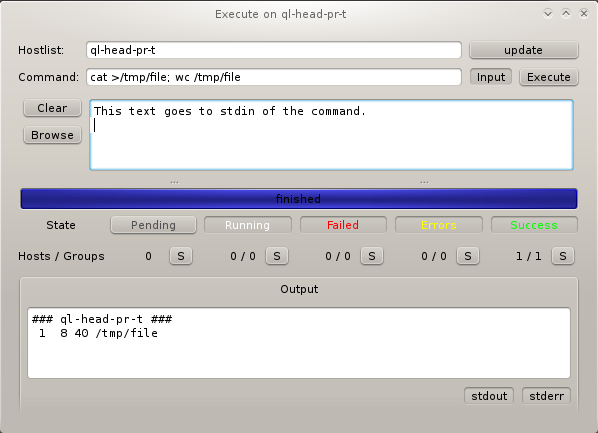 Execute on ql-head-pr-t
Hostlist: ql-head-pr-t update
Command: cat >/tmp/file; wc /tmp/file Input Execute
Clear
This text goes to stdin of the command.
Browse
finished
State Pending Running Failed Errors Success
Hosts / Groups 0 S 0 / 0 S 0 / 0 S 0 / 0 S 1 / 1 S
Output
### ql-head-pr-t ###
1 8 40 /tmp/file
stdout stderr